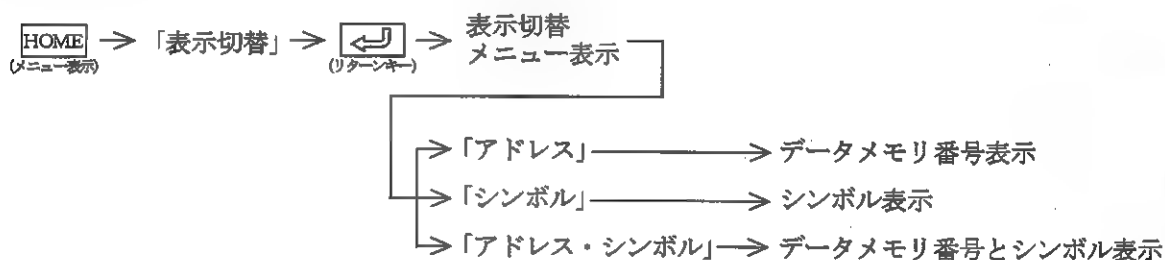 HOME → 「表示切替」 → → 表示切替
メニュー表示
(メニュー表示) (リターンキー)
「アドレス」 → データメモリ番号表示
「シンボル」 → シンボル表示
「アドレス・シンボル」 → データメモリ番号とシンボル表示